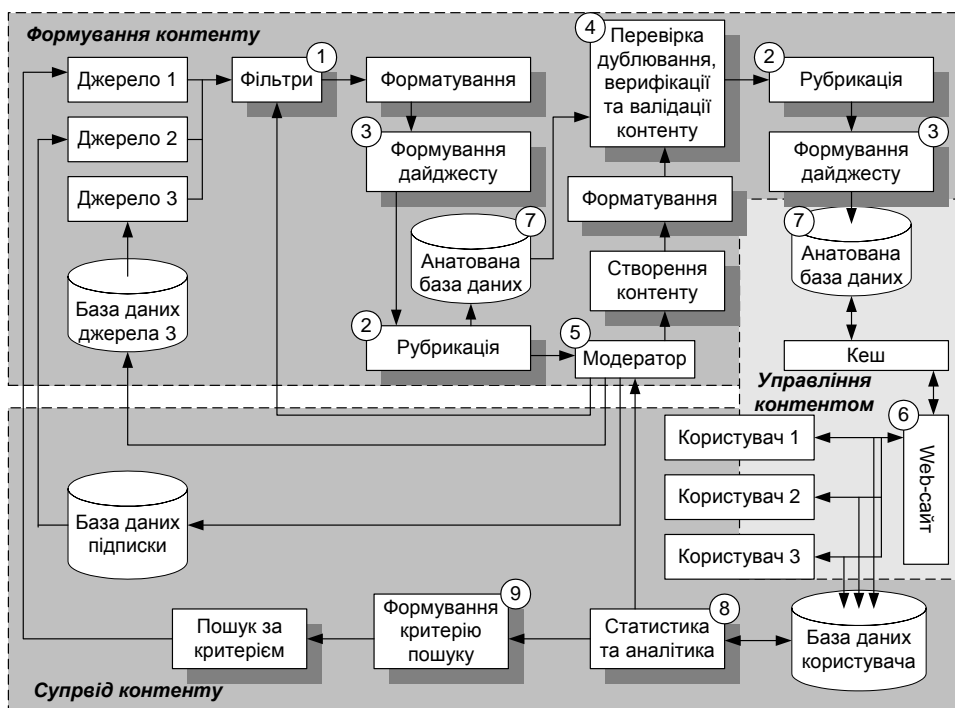 Формування контенту
Джерело 1
Джерело 2
Джерело 3
База даних
джерела 3
1
Фільтри
Форматування
3
Формування
дайджесту
7
Анатована
база даних
2
Рубрикація
4
Перевірка
дублювання,
верифікації
та валідації
контенту
Форматування
Створення
контенту
5
Модератор
2
Рубрикація
3
Формування
дайджесту
7
Анатована
база даних
Кеш
Управління
контентом
6
Web-сайт
Користувач 1
Користувач 2
Користувач 3
База даних
підписки
Пошук за
критерієм
9
Формування
критерію
пошуку
8
Статистика
та аналітика
База даних
користувача
Супрвід контенту